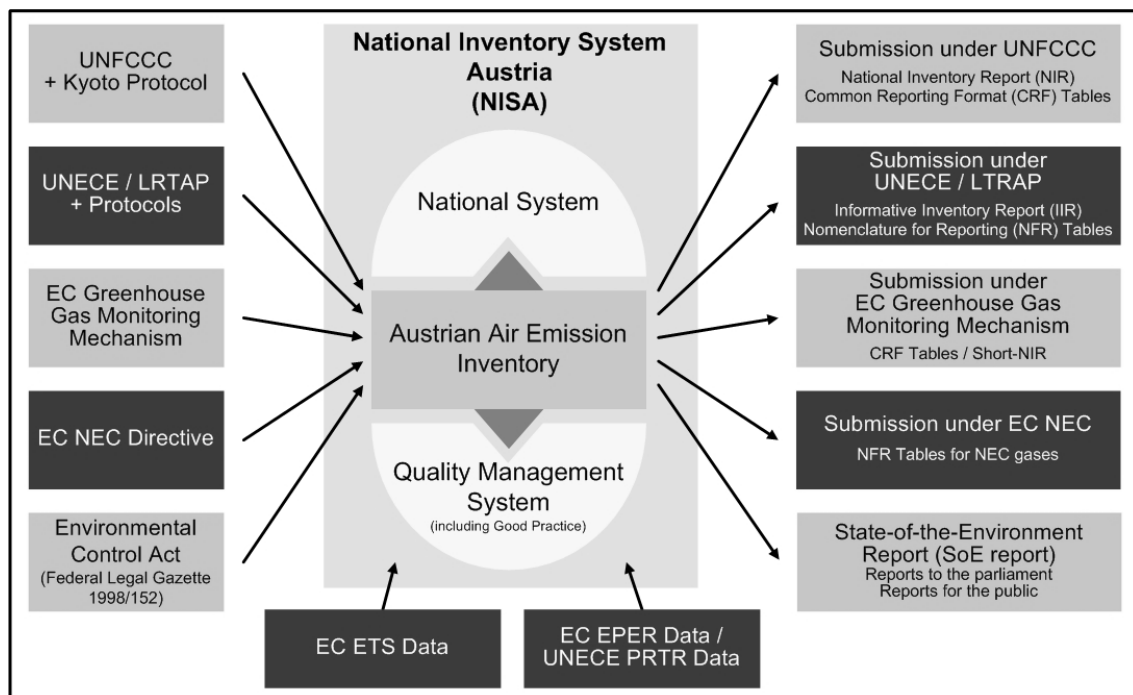 UNFCCC
+ Kyoto Protocol
UNECE / LRTAP
+ Protocols
EC Greenhouse
Gas Monitoring
Mechanism
EC NEC Directive
Environmental
Control Act
(Federal Legal Gazette
1998/152)
National Inventory System
Austria
(NISA)
National System
Austrian Air Emission
Inventory
Quality Management
System
(including Good Practice)
EC ETS Data
EC EPER Data /
UNECE PRTR Data
Submission under UNFCCC
National Inventory Report (NIR)
Common Reporting Format (CRF) Tables
Submission under
UNECE / LTRAP
Informative Inventory Report (IIR)
Nomenclature for Reporting (NFR) Tables
Submission under
EC Greenhouse Gas
Monitoring Mechanism
CRF Tables / Short-NIR
Submission under EC NEC
NFR Tables for NEC gases
State-of-the-Environment
Report (SoE report)
Reports to the parliament
Reports for the public